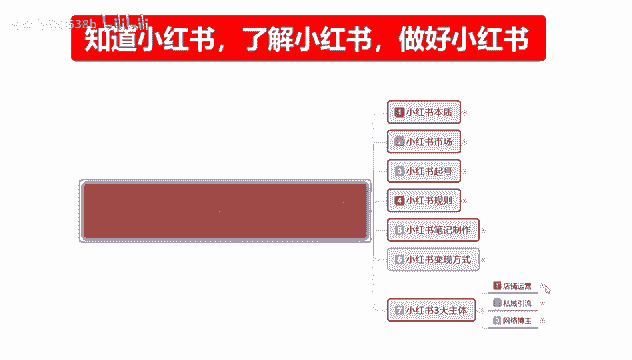 知道小红书，了解小红书，做好小红书
1 小红书本质
2 小红书市场
3 小红书起号
4 小红书规则
5 小红书笔记制作
6 小红书变现方式
小红书3大主体
1 店铺运营
2 私域引流
3 网络博主